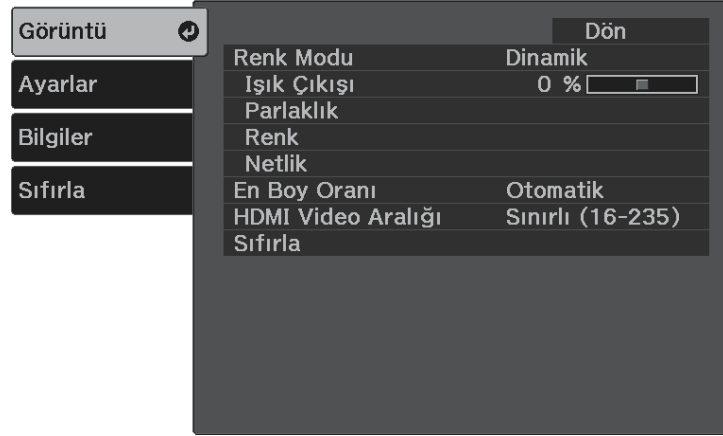 Görüntü
Ayarlar
Bilgiler
Sıfırla
Dön
Renk Modu Dinamik
Işık Çıkışı 0 %
Parlaklık
Renk
Netlik
En Boy Oranı Otomatik
HDMI Video Aralığı Sınırlı (16-235)
Sıfırla